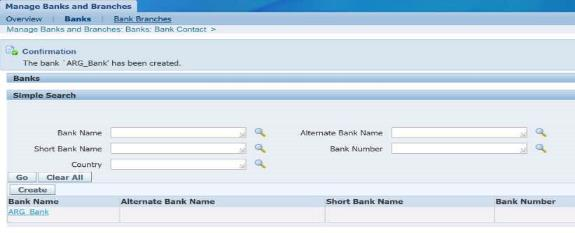 Manage Banks and Branches
Overview | Banks | Bank Branches
Manage Banks and Branches: Banks: Bank Contact >
Confirmation
The bank `ARG_Bank' has been created.
Banks
Simple Search
Bank Name Alternate Bank Name
Short Bank Name Bank Number
Country
Go Clear All
Create
Bank Name Alternate Bank Name Short Bank Name Bank Number
ARG_Bank